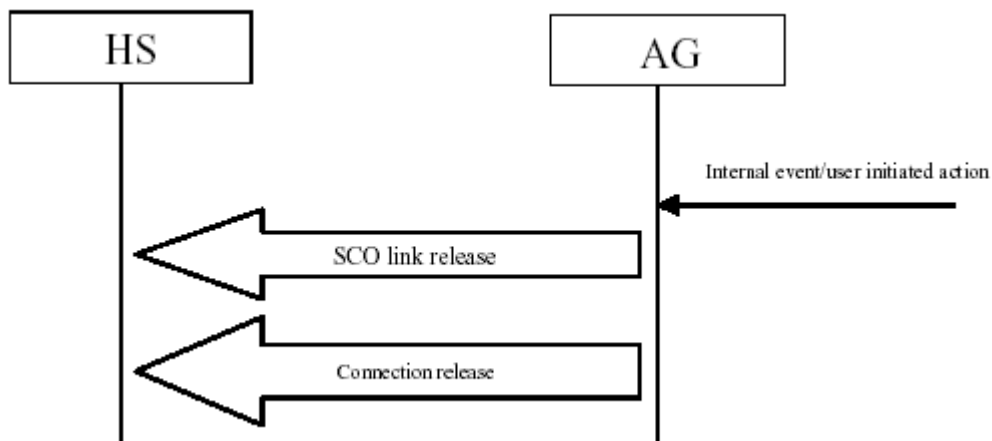 HS
AG
Internal event/user initiated action
SCO link release
Connection release